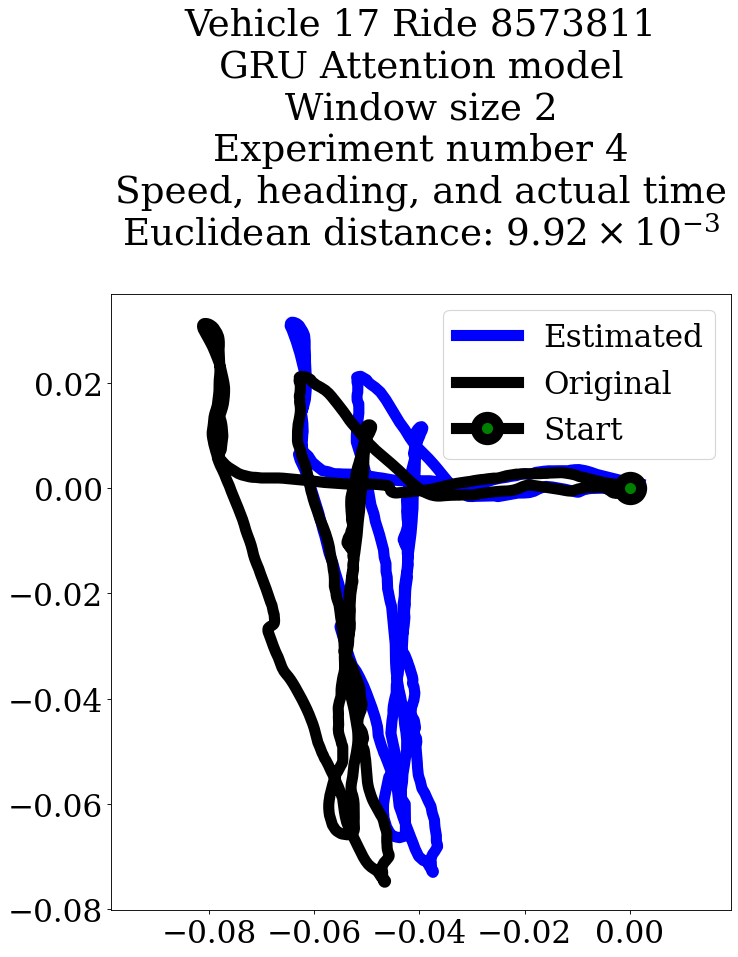 Vehicle 17 Ride 8573811
GRU Attention model
Window size 2
Experiment number 4
Speed, heading, and actual time
Euclidean distance: 9.92 × 10⁻³
Estimated
Original
Start
0.02
0.00
−0.02
−0.04
−0.06
−0.08
−0.08 −0.06 −0.04 −0.02 0.00